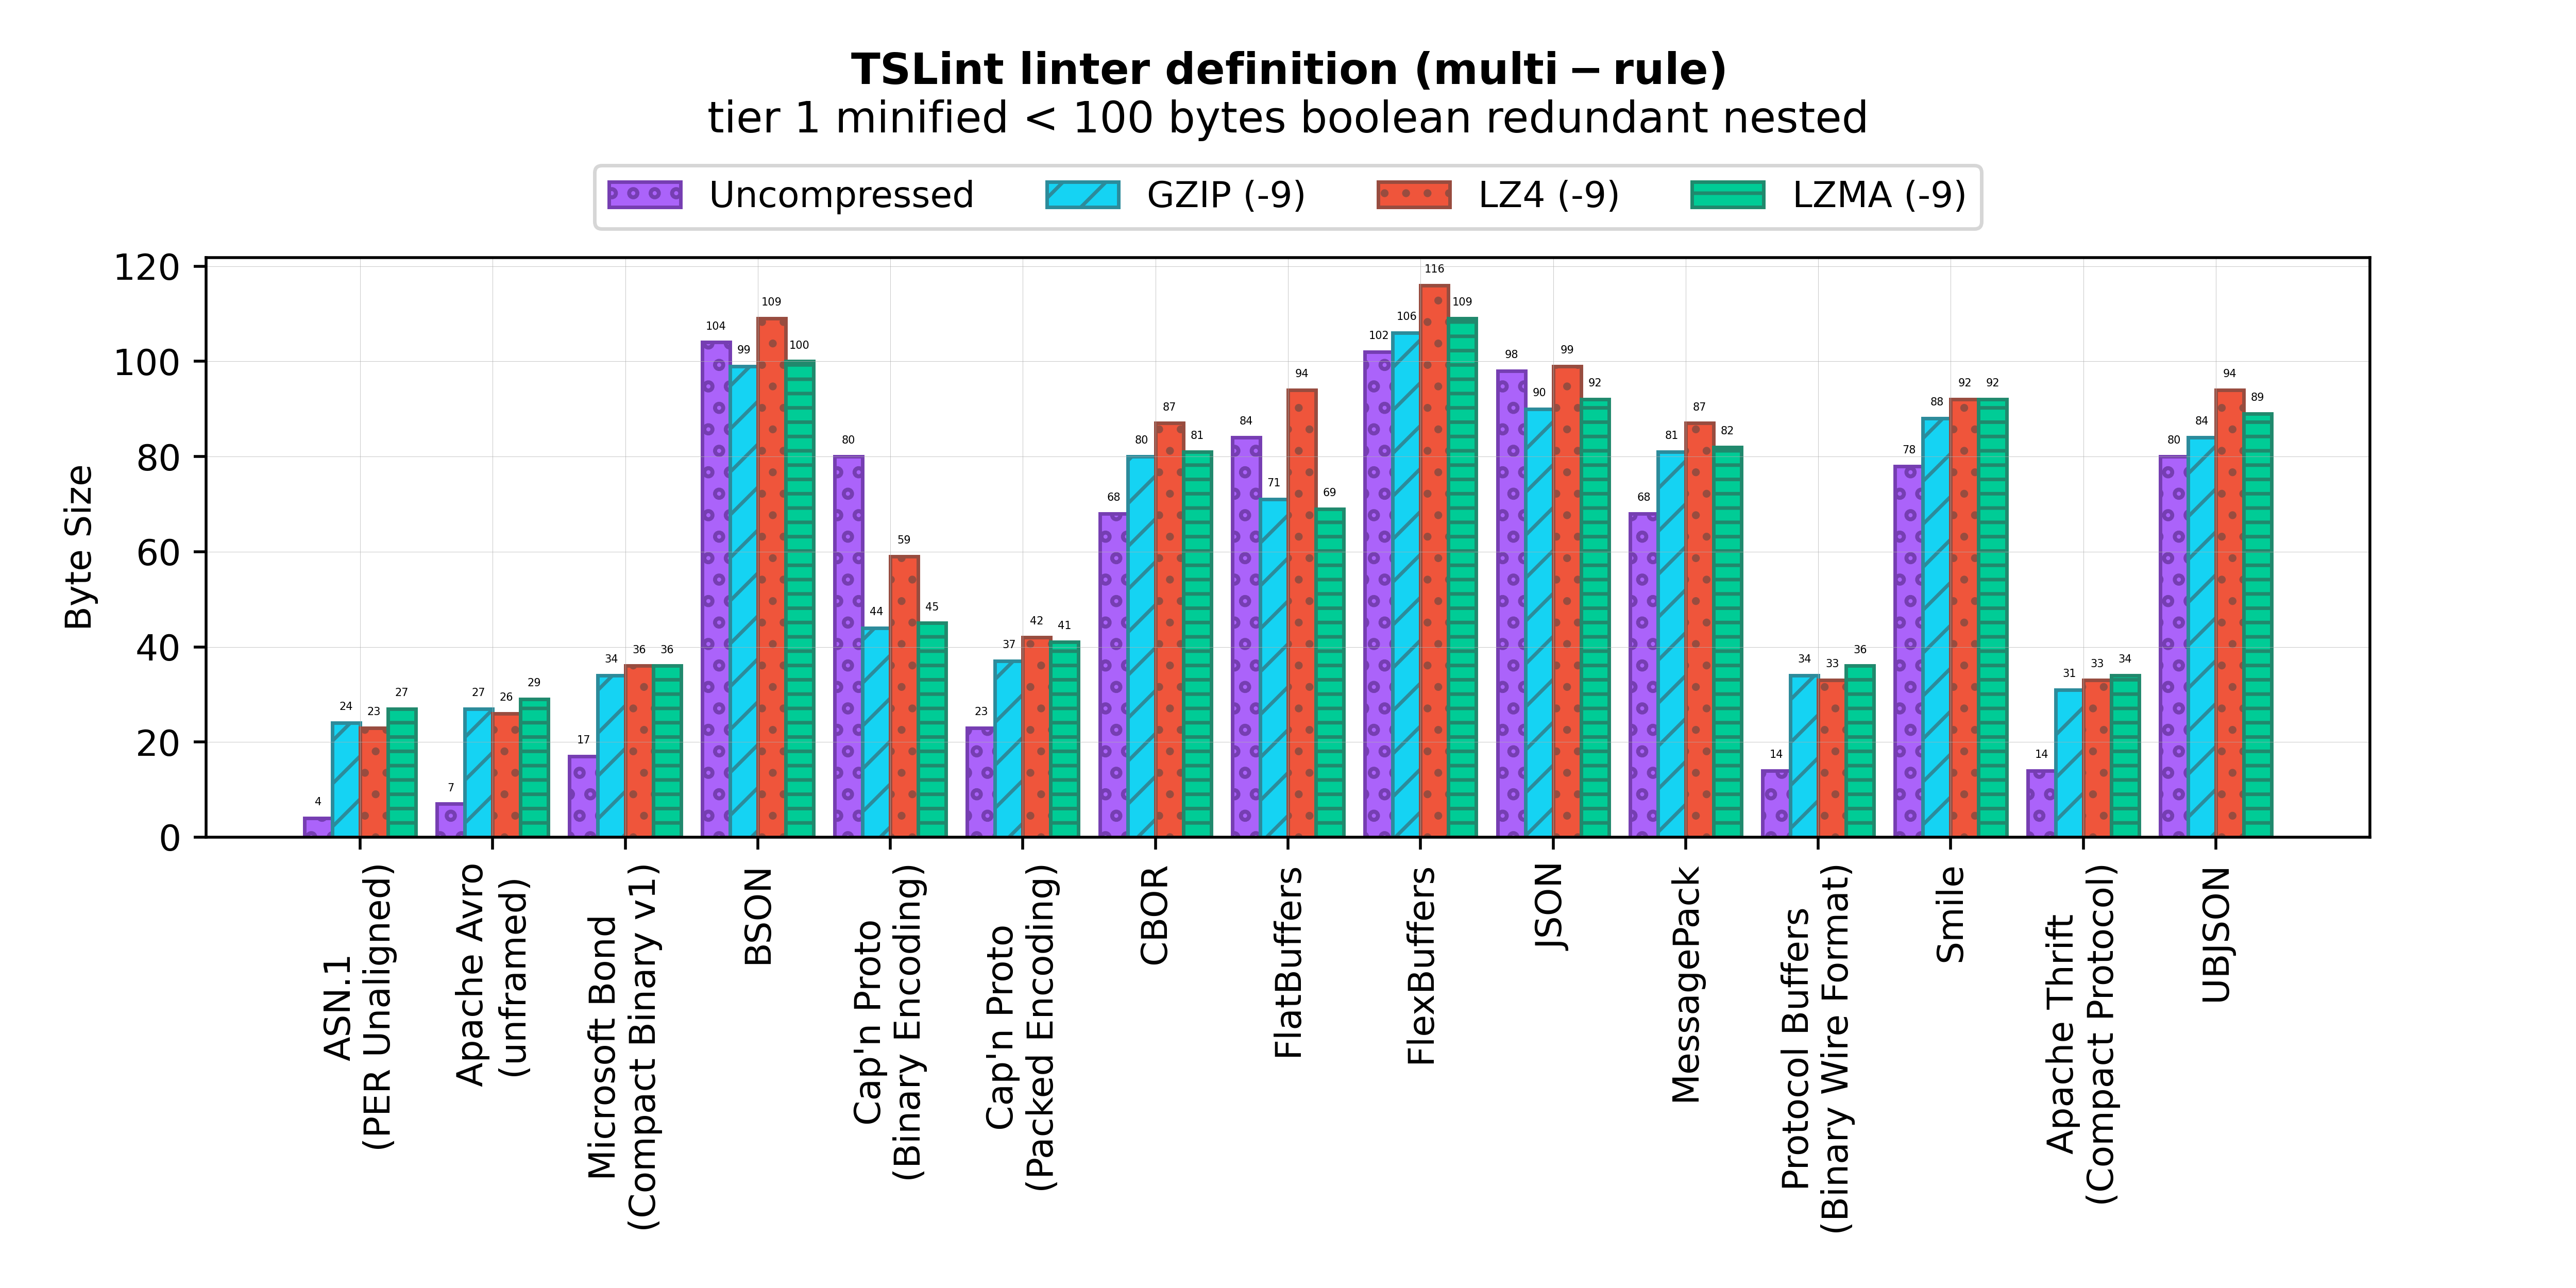 TSLint linter definition (multi − rule)
tier 1 minified < 100 bytes boolean redundant nested
Uncompressed
GZIP (-9)
LZ4 (-9)
LZMA (-9)
Byte Size
120
100
80
60
40
20
0
4
24
23
27
7
27
26
29
17
34
36
36
104
99
109
100
80
44
59
45
23
37
42
41
68
80
87
81
84
71
94
69
102
106
116
109
98
90
99
92
68
81
87
82
14
34
33
36
78
88
92
92
14
31
33
34
80
84
94
89
ASN.1
(PER Unaligned)
Apache Avro
(unframed)
Microsoft Bond
(Compact Binary v1)
BSON
Cap'n Proto
(Binary Encoding)
Cap'n Proto
(Packed Encoding)
CBOR
FlatBuffers
FlexBuffers
JSON
MessagePack
Protocol Buffers
(Binary Wire Format)
Smile
Apache Thrift
(Compact Protocol)
UBJSON